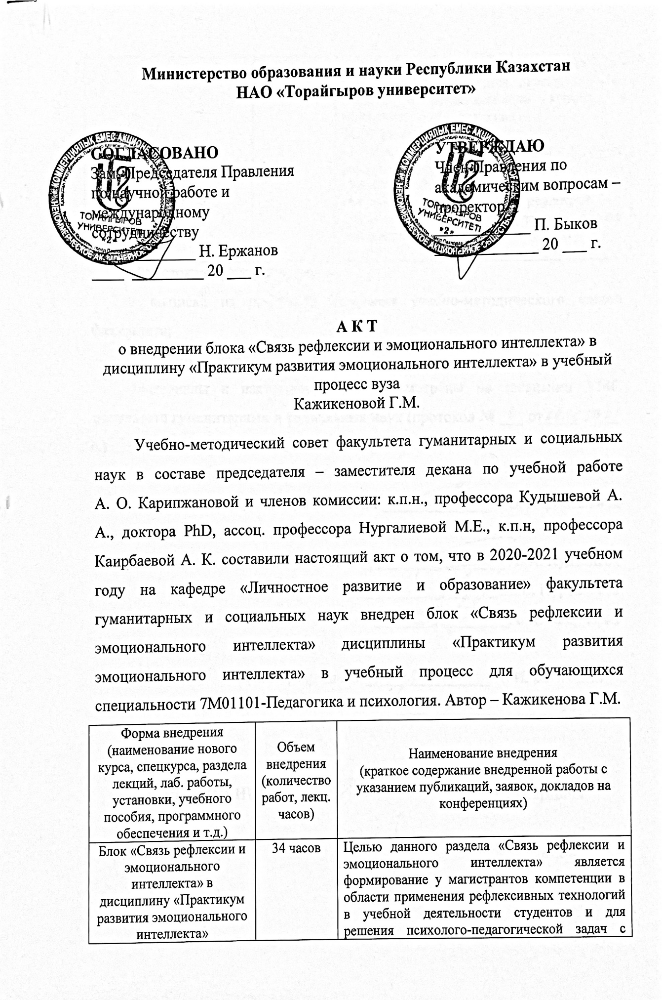 Министерство образования и науки Республики Казахстан
НАО «Торайгыров университет»
СОГЛАСОВАНО
Зам. Председателя Правления
по научной работе и
международному
сотрудничеству
Н. Ержанов
20 ___ г.
УТВЕРЖДАЮ
Член Правления по
академическим вопросам –
проректор
П. Быков
20 ___ г.
ТОРАЙГЫРОВ
УНИВЕРСИТЕТІ
*2*
ТОРАЙГЫРОВ
УНИВЕРСИТЕТІ
*2*
А К Т
о внедрении блока «Связь рефлексии и эмоционального интеллекта» в
дисциплину «Практикум развития эмоционального интеллекта» в учебный
процесс вуза
Кажикеновой Г.М.
Учебно-методический совет факультета гуманитарных и социальных
наук в составе председателя – заместителя декана по учебной работе
А. О. Карипжановой и членов комиссии: к.п.н., профессора Кудышевой А.
А., доктора PhD, ассоц. профессора Нургалиевой М.Е., к.п.н, профессора
Каирбаевой А. К. составили настоящий акт о том, что в 2020-2021 учебном
году на кафедре «Личностное развитие и образование» факультета
гуманитарных и социальных наук внедрен блок «Связь рефлексии и
эмоционального интеллекта» дисциплины «Практикум развития
эмоционального интеллекта» в учебный процесс для обучающихся
специальности 7М01101-Педагогика и психология. Автор – Кажикенова Г.М.
Форма внедрения
(наименование нового
курса, спецкурса, раздела
лекций, лаб. работы,
установки, учебного
пособия, программного
обеспечения и т.д.)
Объем
внедрения
(количество
работ, лекц.
часов)
Наименование внедрения
(краткое содержание внедренной работы с
указанием публикаций, заявок, докладов на
конференциях)
Блок «Связь рефлексии и
эмоционального
интеллекта» в
дисциплину «Практикум
развития эмоционального
интеллекта»
34 часов
Целью данного раздела «Связь рефлексии и
эмоционального интеллекта» является
формирование у магистрантов компетенции в
области применения рефлексивных технологий
в учебной деятельности студентов и для
решения психолого-педагогической задач с